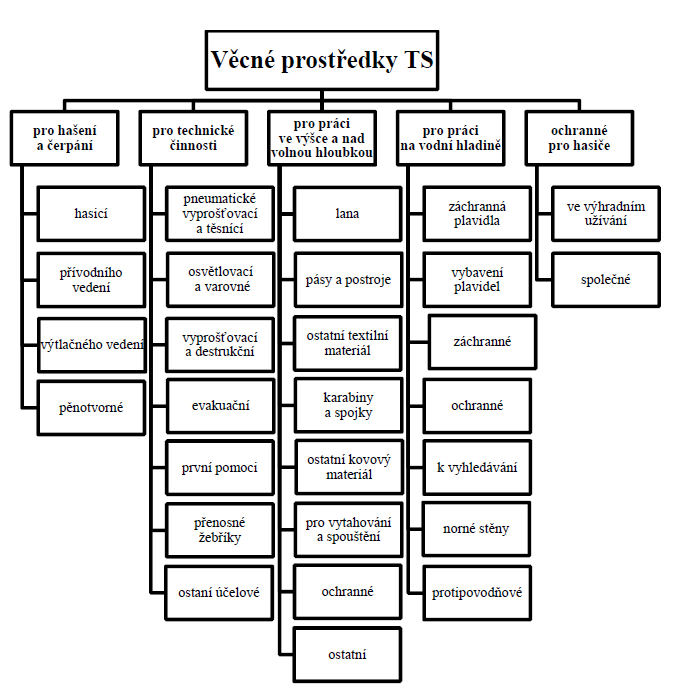 Věcné prostředky TS
pro hašení
a čerpání
hasicí
přívodního
vedení
výtlačného vedení
pěnotvorné
pro technické
činnosti
pneumatické
vyprošťovací
a těsnící
osvětlovací
a varovné
vyprošťovací
a destrukční
evakuační
první pomoci
přenosné
žebříky
ostaní účelové
pro práci
ve výšce a nad
volnou hloubkou
lana
pásy a postroje
ostatní textilní
materiál
karabiny
a spojky
ostatní kovový
materiál
pro vytahování
a spouštění
ochranné
ostatní
pro práci
na vodní hladině
záchranná
plavidla
vybavení
plavidel
záchranné
ochranné
k vyhledávání
norné stěny
protipovodňové
ochranné
pro hasiče
ve výhradním
užívání
společné